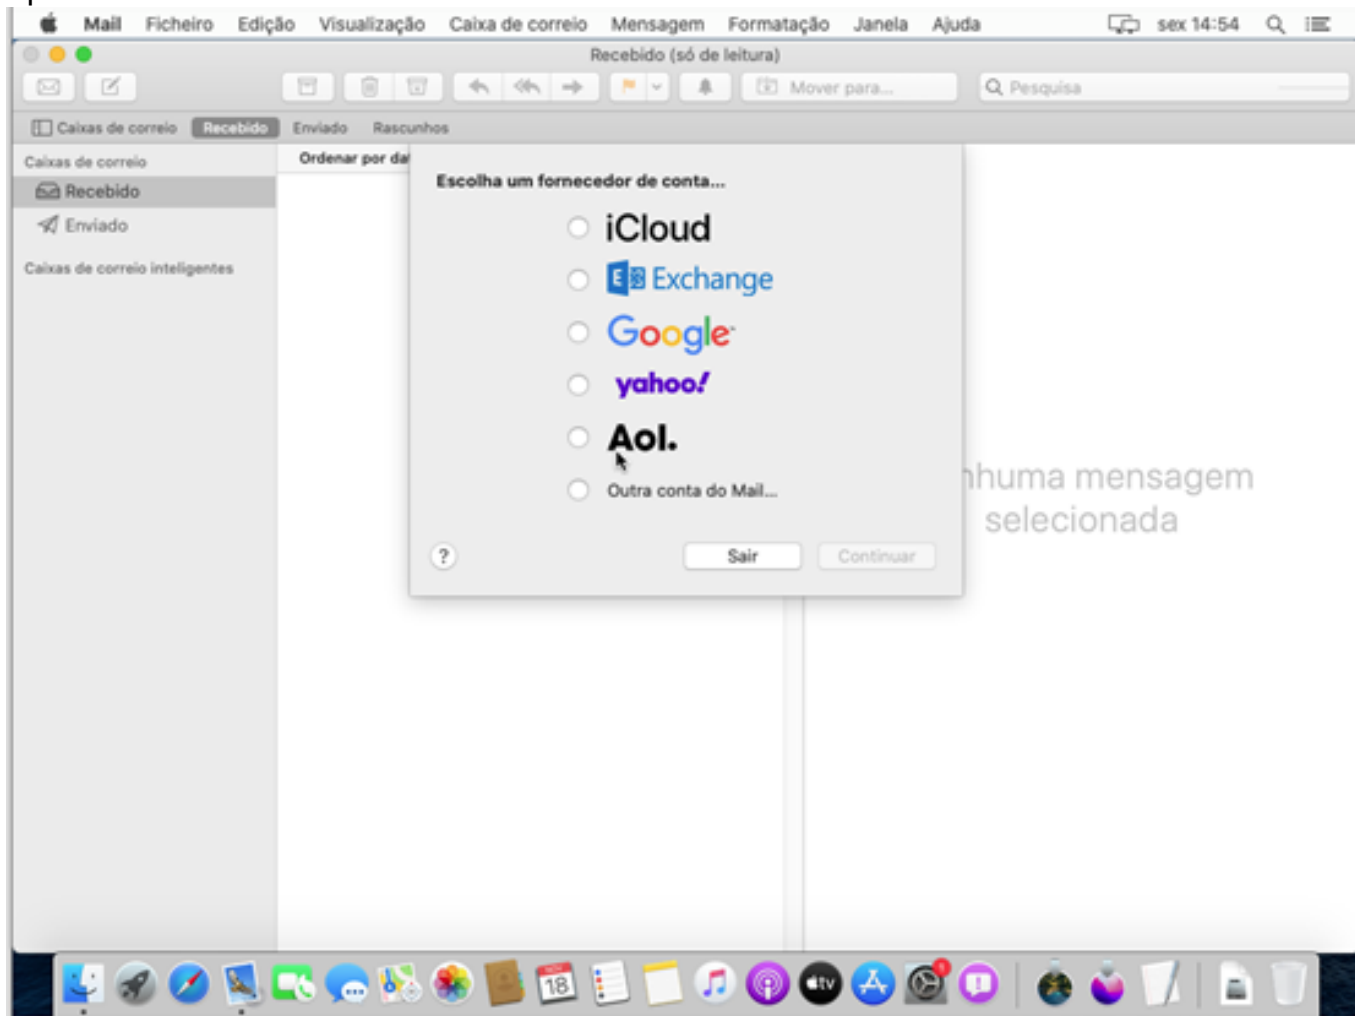 Mail Ficheiro Edição Visualização Caixa de correio Mensagem Formatação Janela Ajuda sex 14:54
Recebido (só de leitura)
Mover para... Pesquisa
Caixas de correio Recebido Enviado Rascunhos
Caixas de correio
Recebido
Enviado
Caixas de correio inteligentes
Ordenar por da
Escolha um fornecedor de conta...
iCloud
E Exchange
Google
yahoo!
Aol.
Outra conta do Mail...
? Sair Continuar
huma mensagem
selecionada
18 tv 1